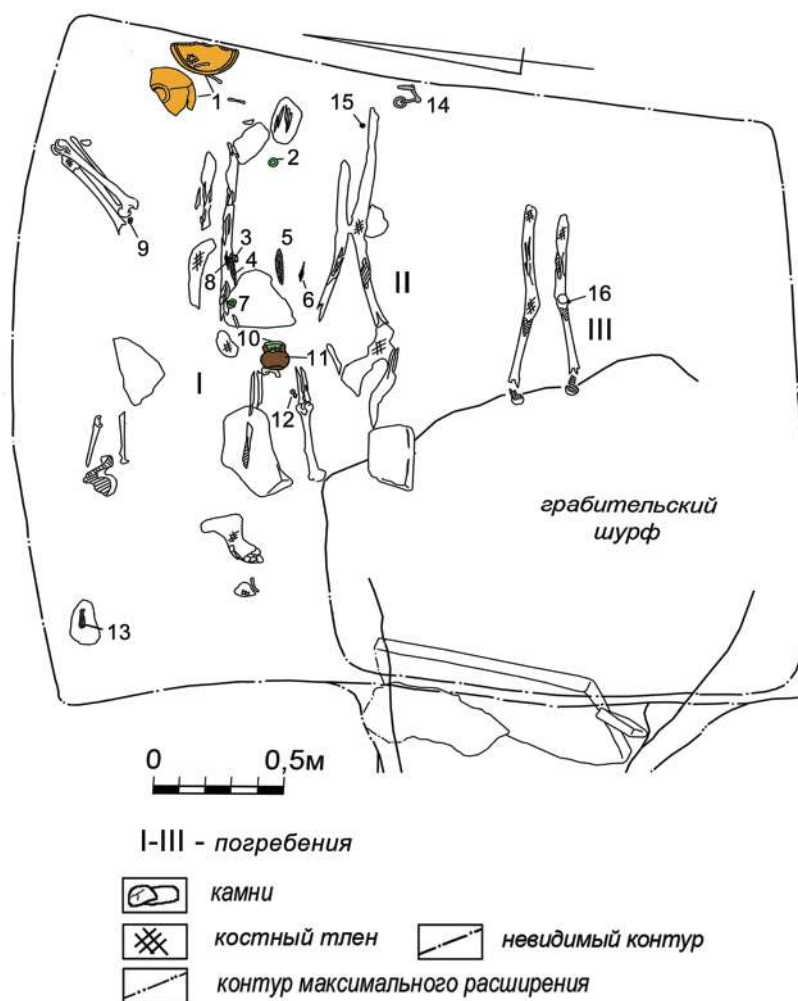 1
14
15
2
9
3
5
8
4
6
II
7
16
III
10
11
I
12
грабительский
шурф
13
0 0,5м
I-III - погребения
камни
костный тлен невидимый контур
контур максимального расширения